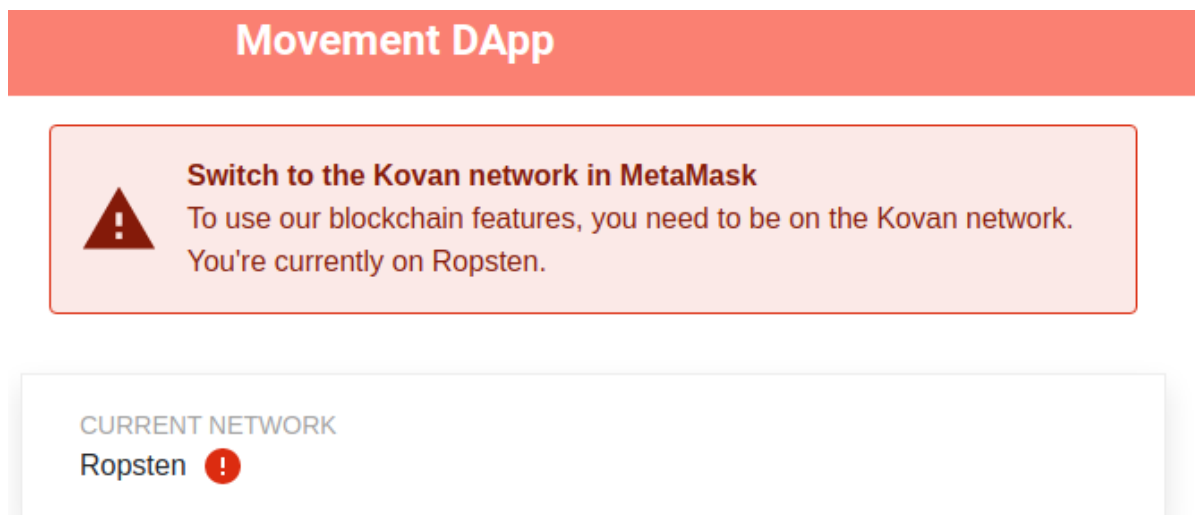 Movement DApp
Switch to the Kovan network in MetaMask
To use our blockchain features, you need to be on the Kovan network.
You're currently on Ropsten.
CURRENT NETWORK
Ropsten